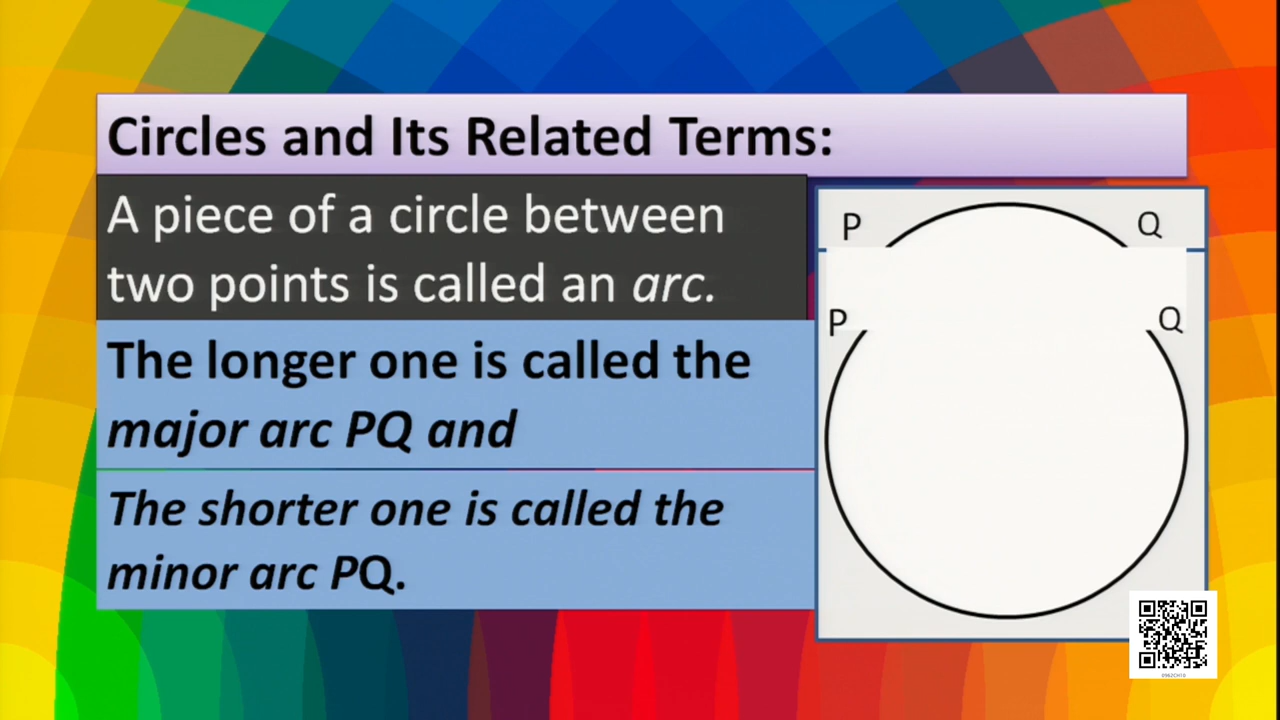 Circles and Its Related Terms:
A piece of a circle between
two points is called an arc.
The longer one is called the
major arc PQ and
The shorter one is called the
minor arc PQ.
P Q
P Q